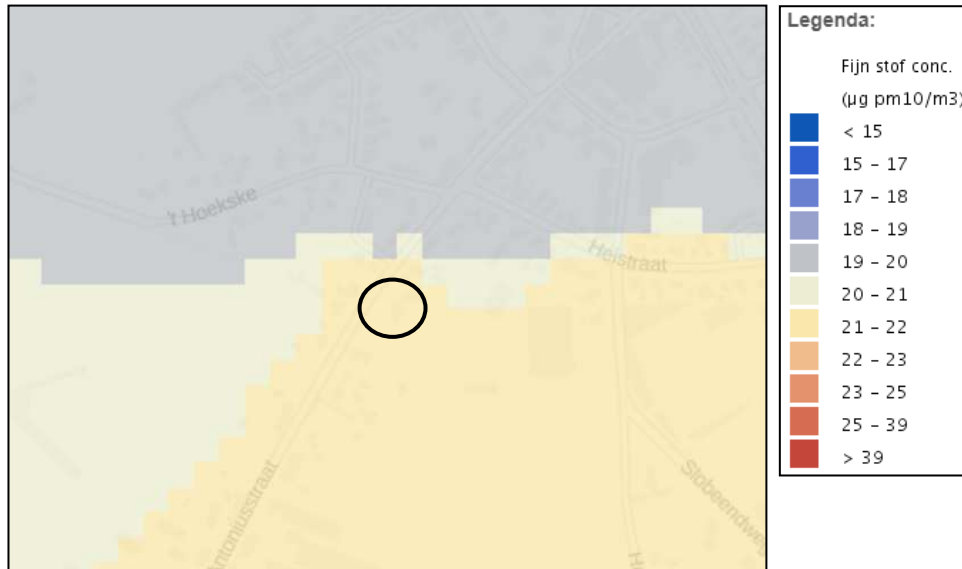 't Hoekske
Heistraat
Antoniusstraat
Slobeendweg
Legenda:
Fijn stof conc.
(µg pm10/m3)
< 15
15 - 17
17 - 18
18 - 19
19 - 20
20 - 21
21 - 22
22 - 23
23 - 25
25 - 39
> 39